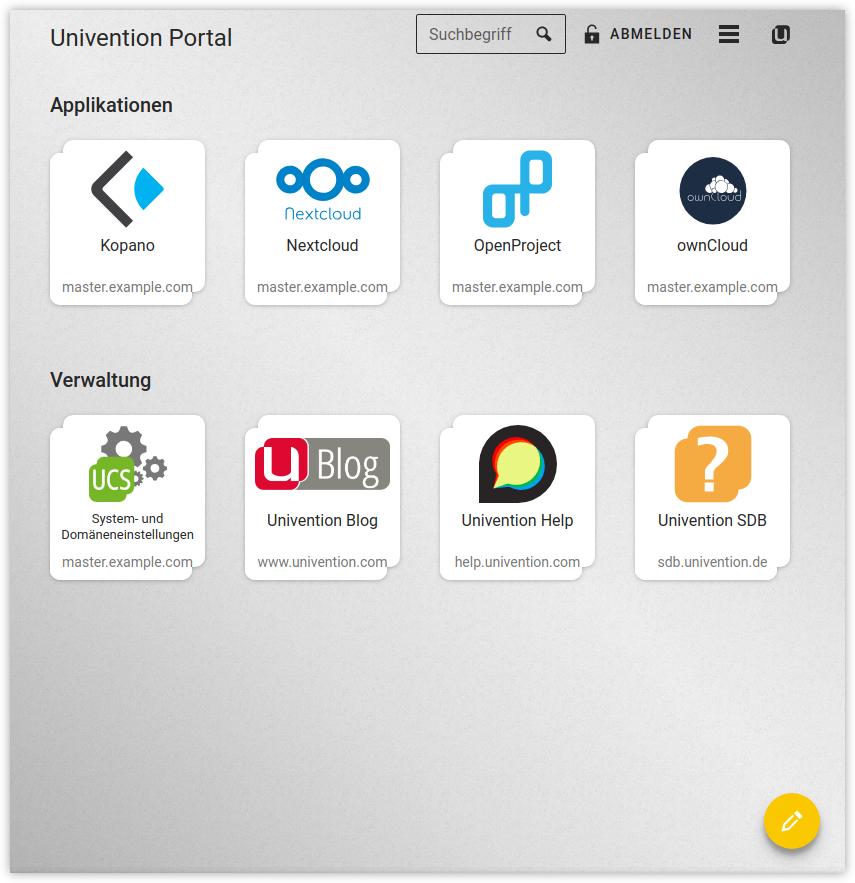 Univention Portal
Suchbegriff
ABMELDEN
Applikationen
Nextcloud
ownCloud
Kopano
Nextcloud
OpenProject
ownCloud
master.example.com
master.example.com
master.example.com
master.example.com
Verwaltung
UCS
u Blog
?
System- und
Domäneneinstellungen
Univention Blog
Univention Help
Univention SDB
master.example.com
www.univention.com
help.univention.com
sdb.univention.de